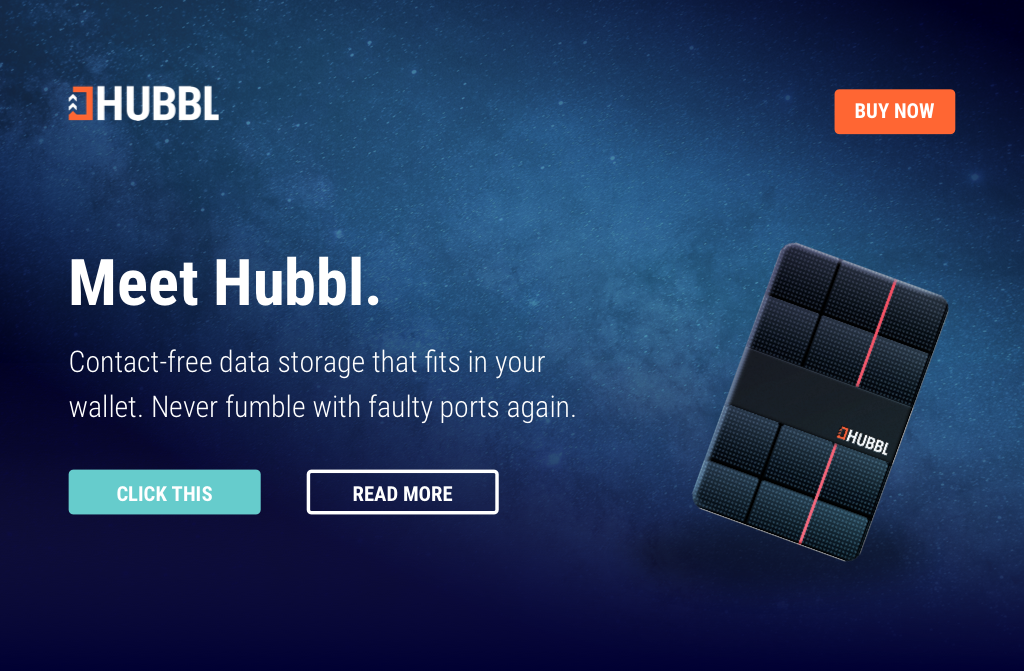 HUBBL
BUY NOW
Meet Hubbl.
Contact-free data storage that fits in your
wallet. Never fumble with faulty ports again.
CLICK THIS
READ MORE
HUBBL